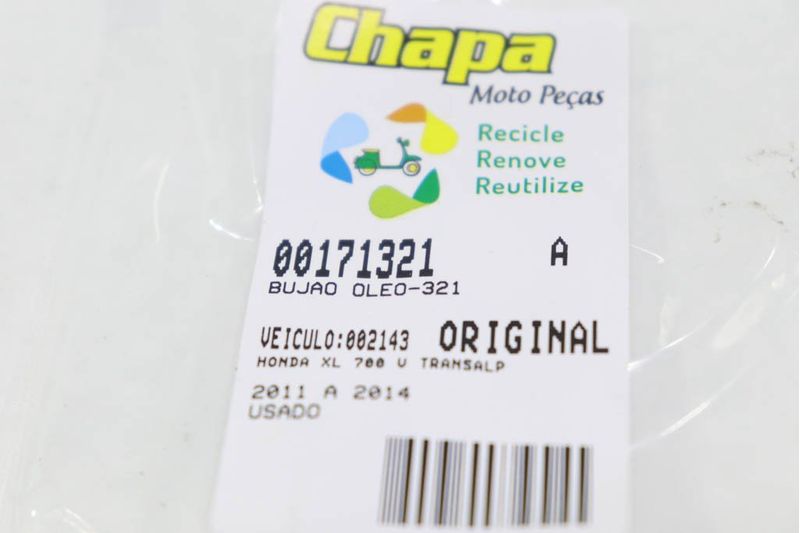 Chapa
Moto Peças
Recicle
Renove
Reutilize
00171321 A
BUJAO OLEO-321
VEICULO:002143 ORIGINAL
HONDA XL 700 V TRANSALP
2011 A 2014
USADO